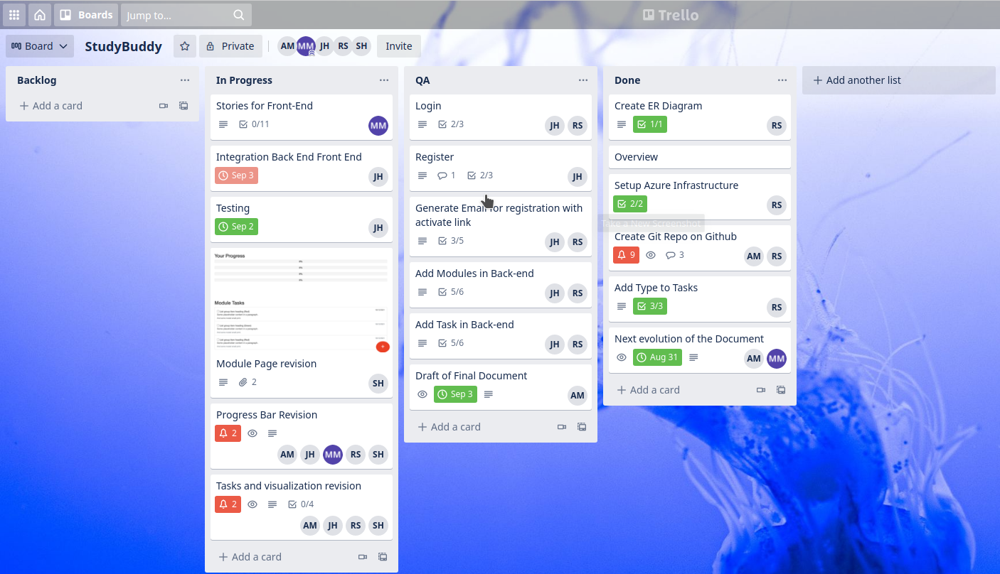 Boards
Jump to...
Trello
Board
StudyBuddy
Private
AM
MM
JH
RS
SH
Invite
Backlog
Add a card
In Progress
Stories for Front-End
0/11
MM
Integration Back End Front End
Sep 3
JH
Testing
Sep 2
JH
Your Progress
Module Tasks
Module Page revision
2
SH
Progress Bar Revision
2
AM JH MM RS SH
Tasks and visualization revision
2 0/4
AM JH RS SH
Add a card
QA
Login
2/3
JH RS
Register
1 2/3
JH
Generate Email for registration with
activate link
3/5
JH RS
Add Modules in Back-end
5/6
JH RS
Add Task in Back-end
5/6
JH RS
Draft of Final Document
Sep 3
AM
Add a card
Done
Create ER Diagram
1/1
RS
Overview
Setup Azure Infrastructure
2/2
RS
Take a New Screenshot
Create Git Repo on Github
9 3
AM RS
Add Type to Tasks
3/3
RS
Next evolution of the Document
Aug 31
AM MM
Add a card
Add another list